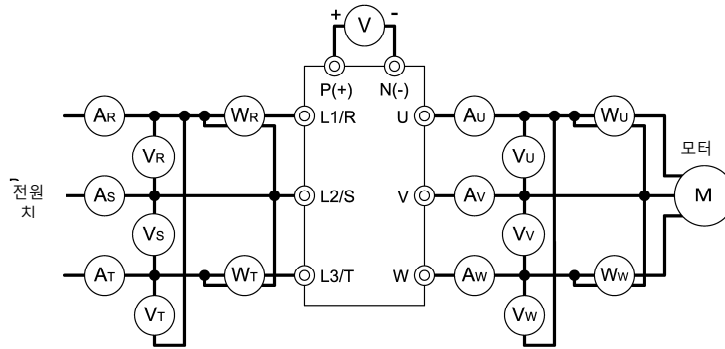 + V -
P(+) N(-)
AR WR L1/R U AU WU
모터
VR VU
전원
AS L2/S V AV M
치
VS VV
AT WT L3/T W AW WW
VT VW